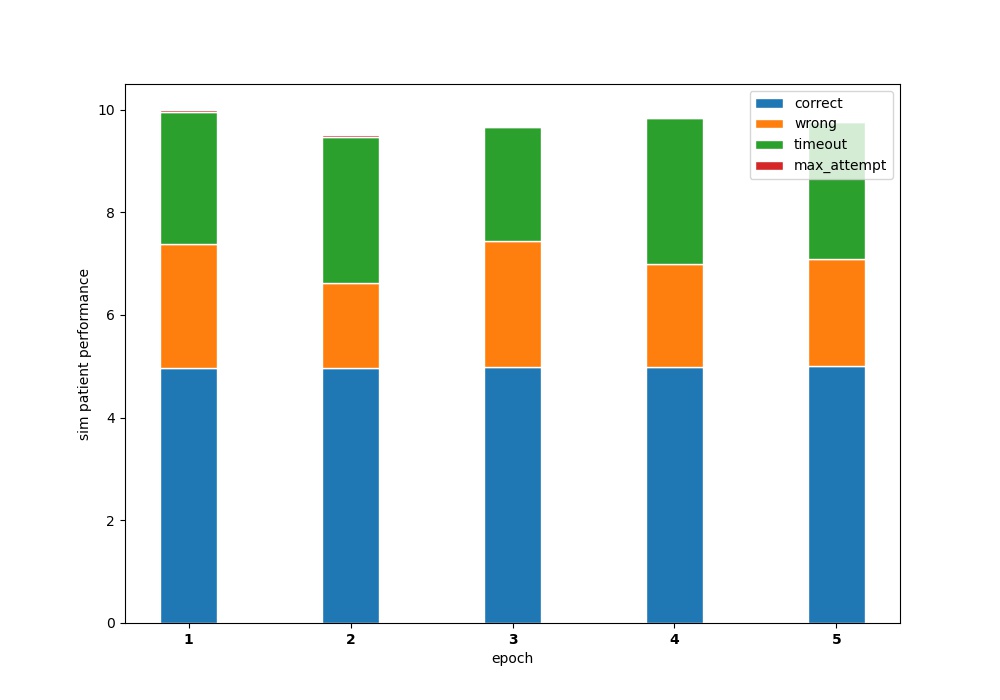 correct
wrong
timeout
max_attempt
10
8
6
4
2
0
sim patient performance
1 2 3 4 5
epoch